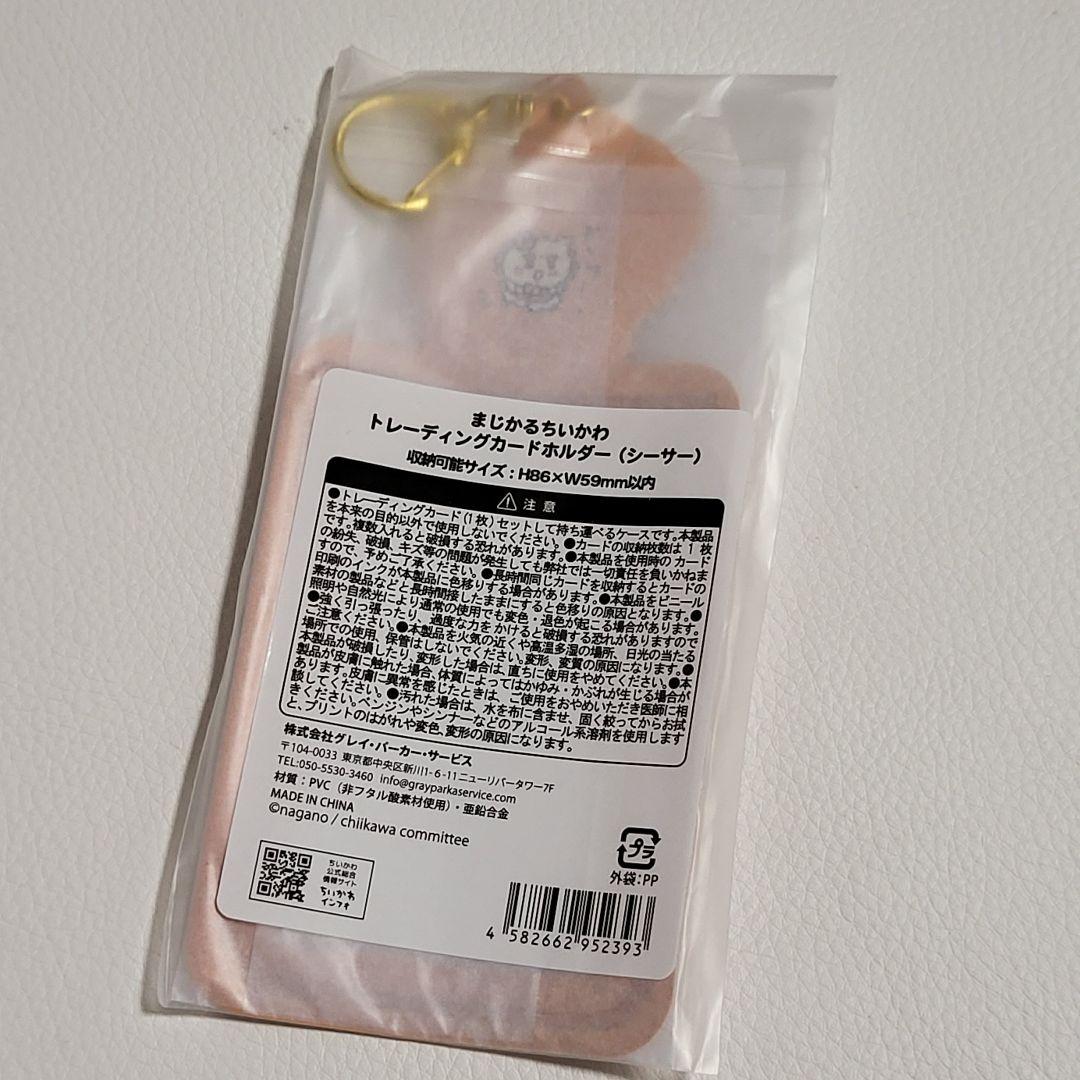 まじかるちいかわ
トレーディングカードホルダー（シーサー）
収納可能サイズ：H86×W59mm以内
注意
●トレーディングカード(1枚)セットして持ち運べるケースです。本製品
を本来の目的以外で使用しないでください。●カードの収納枚数は1枚
です。複数入れると破損する恐れがあります。●本製品を使用時のカード
の紛失、破損、キズ等の問題が発生しても弊社では一切責任を負いかねま
すので、予めご了承ください。●長時間同じカードを収納するとカードの
印刷のインクが本製品に色移りする場合があります。●本製品をビニール
素材の製品などと長時間接したままにすると色移りの原因となります。●
照明や自然光により通常の使用でも変色・退色が起こる場合があります。
●強く引っ張ったり、過度な力をかけると破損する恐れがありますので
ご注意ください。●本製品を火気の近くや高温多湿の場所、日光の当たる
場所での使用、保管はしないでください。変形、変質の原因になります。●
本製品が破損したり、変形した場合は、直ちに使用をやめてください。●本
製品が皮膚に触れた場合、体質によってはかゆみ・かぶれが生じる場合が
あります。皮膚に異常を感じたときは、ご使用をおやめいただき医師に相
談してください。●汚れた場合は、水を布に含ませ、固く絞ってからお拭
きください。ベンジンやシンナーなどのアルコール系溶剤を使用します
と、プリントのはがれや変色、変形の原因になります。
株式会社グレイ・パーカー・サービス
〒104-0033 東京都中央区新川1-6-11ニューリバータワー7F
TEL:050-5530-3460 info@grayparkaservice.com
材質：PVC（非フタル酸素材使用）・亜鉛合金
MADE IN CHINA
©nagano / chiikawa committee
ちいかわ
公式総合
情報サイト
ちいかわ
インフォ
プラ
外袋：PP
4 582662 952393